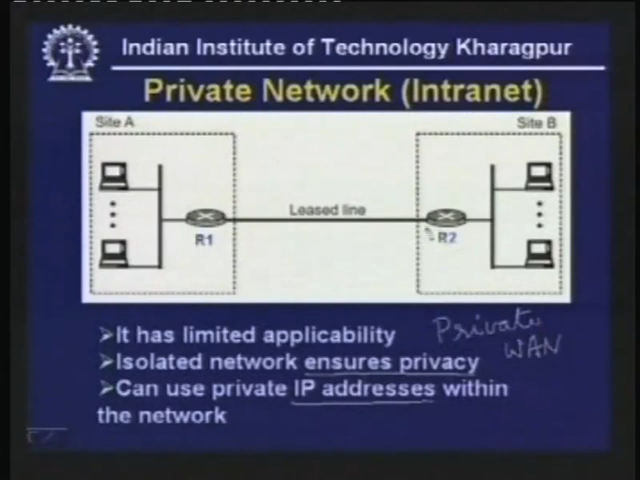 Indian Institute of Technology Kharagpur
Private Network (Intranet)
Site A
Site B
Leased line
R1
R2
➢It has limited applicability
Private
WAN
➢Isolated network ensures privacy
➢Can use private IP addresses within
the network